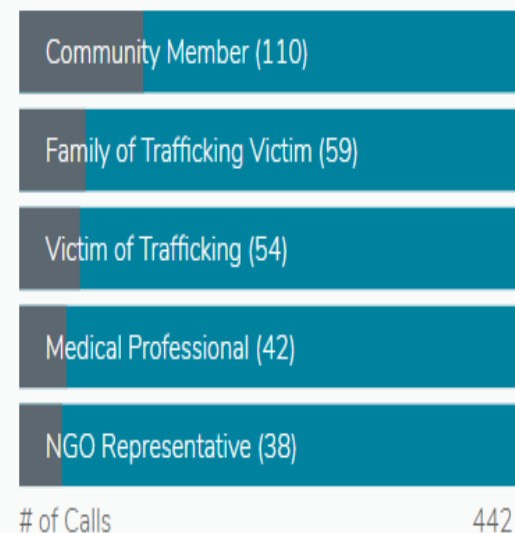 Community Member (110)
Family of Trafficking Victim (59)
Victim of Trafficking (54)
Medical Professional (42)
NGO Representative (38)
# of Calls 442